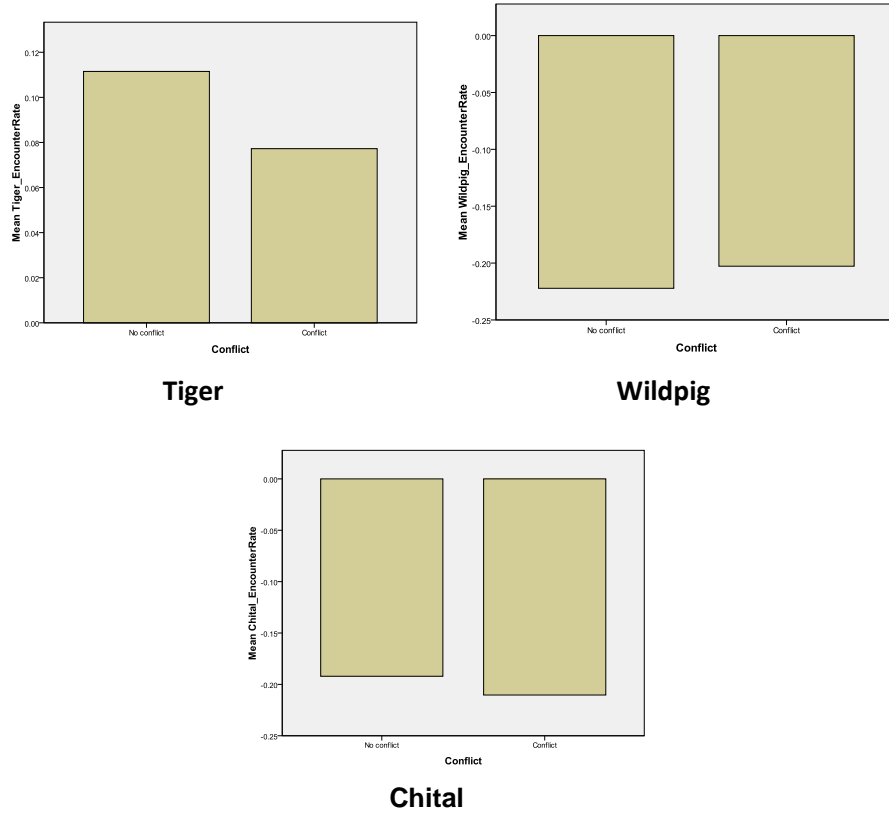 0.12
0.10
0.08
0.06
0.04
0.02
0.00
Mean Tiger_EncounterRate
No conflict Conflict
Conflict
Tiger
0.00
-0.05
-0.10
-0.15
-0.20
-0.25
Mean Wildpig_EncounterRate
No conflict Conflict
Conflict
Wildpig
0.00
-0.05
-0.10
-0.15
-0.20
-0.25
Mean Chital_EncounterRate
No conflict Conflict
Conflict
Chital